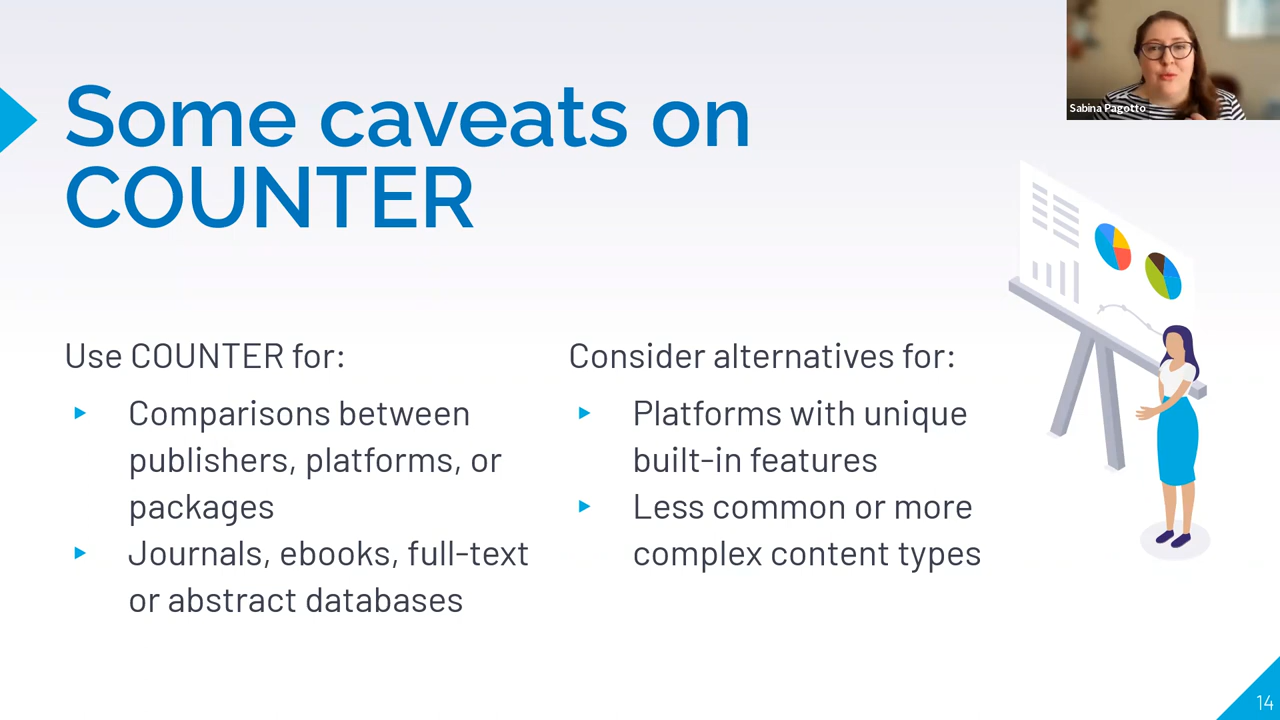 Some caveats on
COUNTER
Sabina Pagotto
Use COUNTER for:
Comparisons between
publishers, platforms, or
packages
Journals, ebooks, full-text
or abstract databases
Consider alternatives for:
Platforms with unique
built-in features
Less common or more
complex content types
14